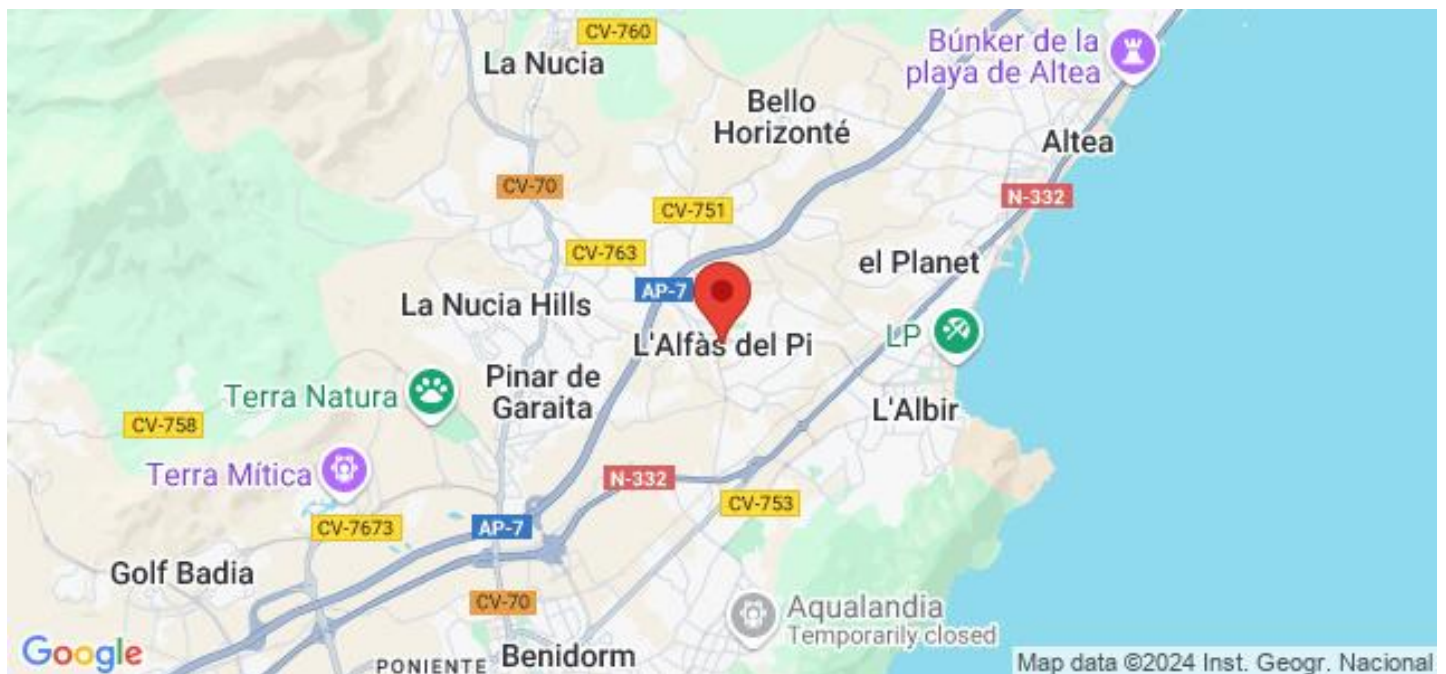 CV-760
La Nucia
Búnker de la
playa de Altea
Bello
Horizonté
Altea
CV-70
N-332
CV-751
CV-763
el Planet
AP-7
La Nucia Hills
L'Alfàs del Pi
LP
Pinar de
Garaita
Terra Natura
L'Albir
CV-758
Terra Mítica
N-332
CV-753
CV-7673
AP-7
Golf Badia
CV-70
Aqualandia
Temporarily closed
Google
PONIENTE
Benidorm
Map data ©2024 Inst. Geogr. Nacional